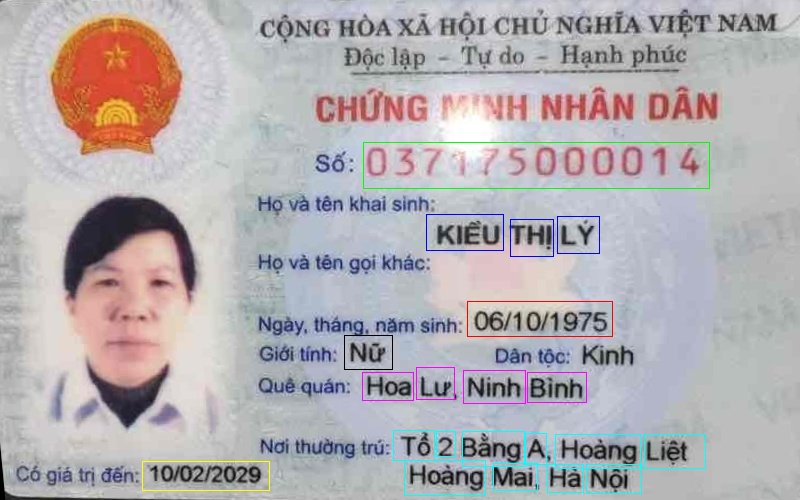 CỘNG HÒA XÃ HỘI CHỦ NGHĨA VIỆT NAM
Độc lập - Tự do - Hạnh phúc
CHỨNG MINH NHÂN DÂN
Số: 037175000014
Họ và tên khai sinh:
KIỀU THỊ LÝ
Họ và tên gọi khác:
Ngày, tháng, năm sinh: 06/10/1975
Giới tính: Nữ Dân tộc: Kinh
Quê quán: Hoa Lư, Ninh Bình
Nơi thường trú: Tổ 2 Bằng A, Hoàng Liệt
Hoàng Mai, Hà Nội
Có giá trị đến: 10/02/2029